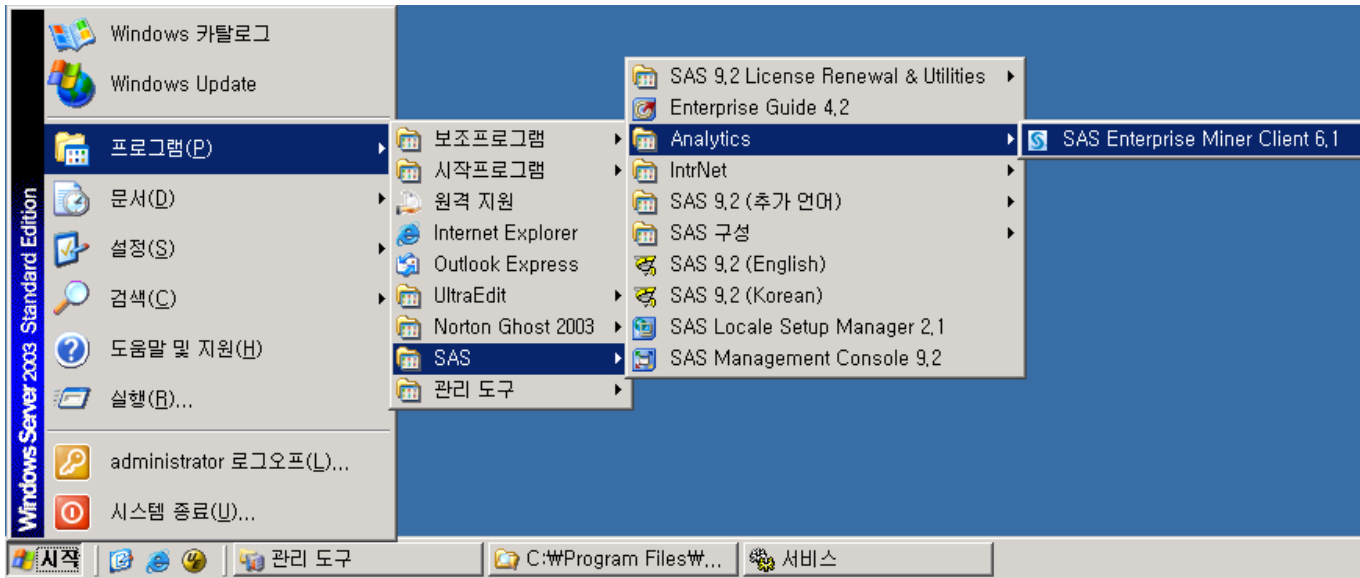 Windows 카탈로그
Windows Update
프로그램(P)
문서(D)
설정(S)
검색(C)
도움말 및 지원(H)
실행(R)...
administrator 로그오프(L)...
시스템 종료(U)...
Windows Server 2003 Standard Edition
보조프로그램
시작프로그램
원격 지원
Internet Explorer
Outlook Express
UltraEdit
Norton Ghost 2003
SAS
관리 도구
SAS 9,2 License Renewal & Utilities
Enterprise Guide 4,2
Analytics
IntrNet
SAS 9,2 (추가 언어)
SAS 구성
SAS 9,2 (English)
SAS 9,2 (Korean)
SAS Locale Setup Manager 2,1
SAS Management Console 9,2
SAS Enterprise Miner Client 6,1
시작
관리 도구
C:₩Program Files₩...
서비스